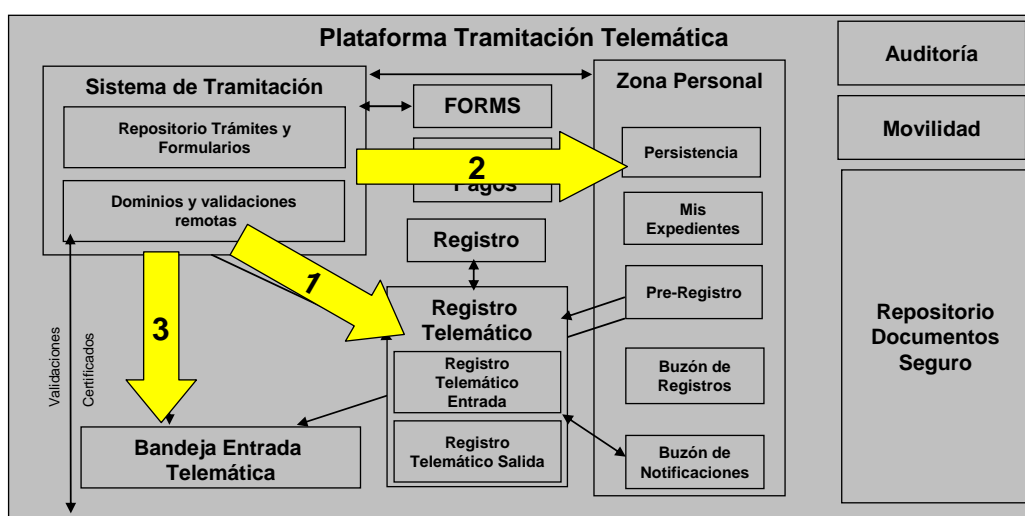 Plataforma Tramitación Telemática
Sistema de Tramitación
Repositorio Trámites y
Formularios
Dominios y validaciones
remotas
FORMS
2
Pagos
Registro
1
3
Registro
Telemático
Registro
Telemático
Entrada
Registro
Telemático Salida
Bandeja Entrada
Telemática
Validaciones
Certificados
Zona Personal
Persistencia
Mis
Expedientes
Pre-Registro
Buzón de
Registros
Buzón de
Notificaciones
Auditoría
Movilidad
Repositorio
Documentos
Seguro